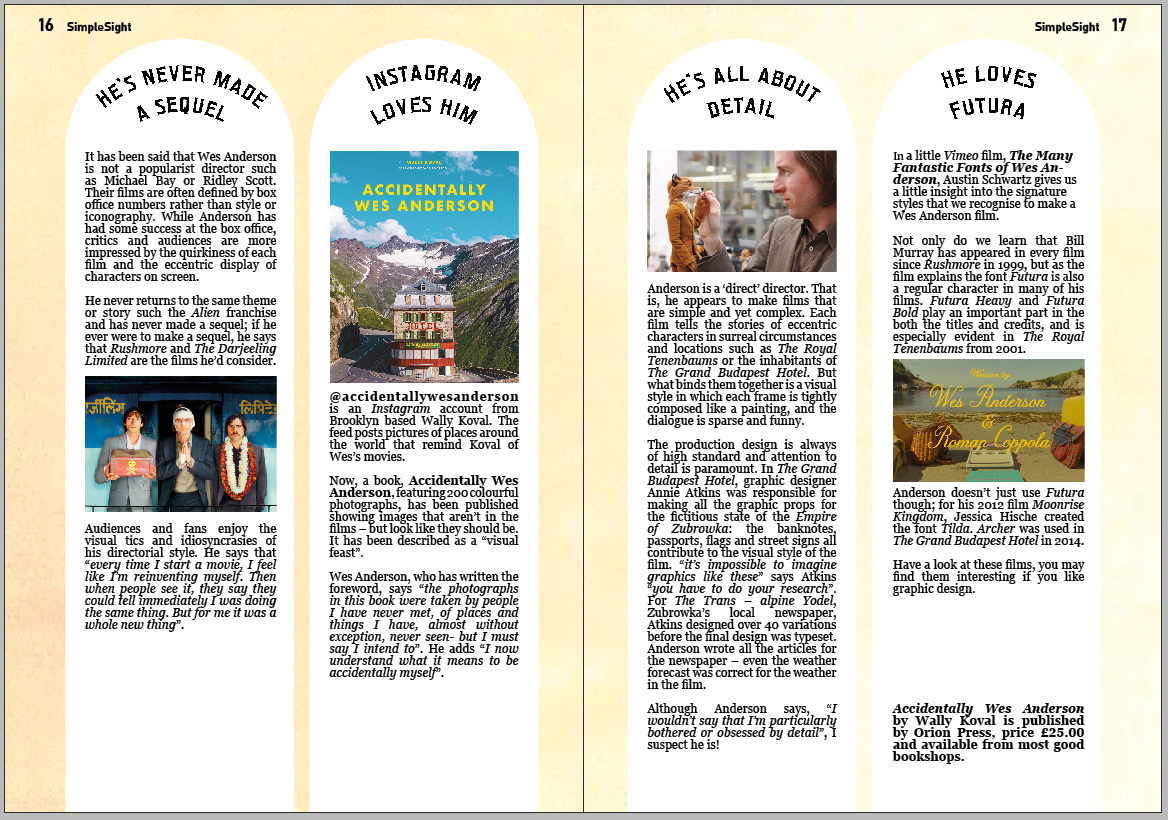 16 SimpleSight
HE'S NEVER MADE
A SEQUEL
It has been said that Wes Anderson
is not a popularist director such
as Michael Bay or Ridley Scott.
Their films are often defined by box
office numbers rather than style or
iconography. While Anderson has
had some success at the box office,
critics and audiences are more
impressed by the quirkiness of each
film and the eccentric display of
characters on screen.
He never returns to the same theme
or story such the Alien franchise
and has never made a sequel; if he
ever were to make a sequel, he says
that Rushmore and The Darjeeling
Limited are the films he'd consider.
र्जीलिंग
लिमिटे
Audiences and fans enjoy the
visual tics and idiosyncrasies of
his directorial style. He says that
“every time I start a movie, I feel
like I'm reinventing myself. Then
when people see it, they say they
could tell immediately I was doing
the same thing. But for me it was a
whole new thing”.
INSTAGRAM
LOVES HIM
WALLY KOVAL
ACCIDENTALLY
WES ANDERSON
HOTEL
@accidentallywesanderson
is an Instagram account from
Brooklyn based Wally Koval. The
feed posts pictures of places around
the world that remind Koval of
Wes's movies.
Now, a book, Accidentally Wes
Anderson, featuring 200 colourful
photographs, has been published
showing images that aren't in the
films – but look like they should be.
It has been described as a “visual
feast”.
Wes Anderson, who has written the
foreword, says “the photographs
in this book were taken by people
I have never met, of places and
things I have, almost without
exception, never seen- but I must
say I intend to”. He adds “I now
understand what it means to be
accidentally myself”.
SimpleSight 17
HE'S ALL ABOUT
DETAIL
Anderson is a ‘direct’ director. That
is, he appears to make films that
are simple and yet complex. Each
film tells the stories of eccentric
characters in surreal circumstances
and locations such as The Royal
Tenenbaums or the inhabitants of
The Grand Budapest Hotel. But
what binds them together is a visual
style in which each frame is tightly
composed like a painting, and the
dialogue is sparse and funny.
The production design is always
of high standard and attention to
detail is paramount. In The Grand
Budapest Hotel, graphic designer
Annie Atkins was responsible for
making all the graphic props for
the fictitious state of the Empire
of Zubrowka: the banknotes,
passports, flags and street signs all
contribute to the visual style of the
film. “it's impossible to imagine
graphics like these” says Atkins
“you have to do your research”.
For The Trans – alpine Yodel,
Zubrowka's local newspaper,
Atkins designed over 40 variations
before the final design was typeset.
Anderson wrote all the articles for
the newspaper – even the weather
forecast was correct for the weather
in the film.
Although Anderson says, “I
wouldn't say that I'm particularly
bothered or obsessed by detail”, I
suspect he is!
HE LOVES
FUTURA
In a little Vimeo film, The Many
Fantastic Fonts of Wes An-
derson, Austin Schwartz gives us
a little insight into the signature
styles that we recognise to make a
Wes Anderson film.
Not only do we learn that Bill
Murray has appeared in every film
since Rushmore in 1999, but as the
film explains the font Futura is also
a regular character in many of his
films. Futura Heavy and Futura
Bold play an important part in the
both the titles and credits, and is
especially evident in The Royal
Tenenbaums from 2001.
Written by
Wes Anderson
&
Roman Coppola
Anderson doesn't just use Futura
though; for his 2012 film Moonrise
Kingdom, Jessica Hische created
the font Tilda. Archer was used in
The Grand Budapest Hotel in 2014.
Have a look at these films, you may
find them interesting if you like
graphic design.
Accidentally Wes Anderson
by Wally Koval is published
by Orion Press, price £25.00
and available from most good
bookshops.